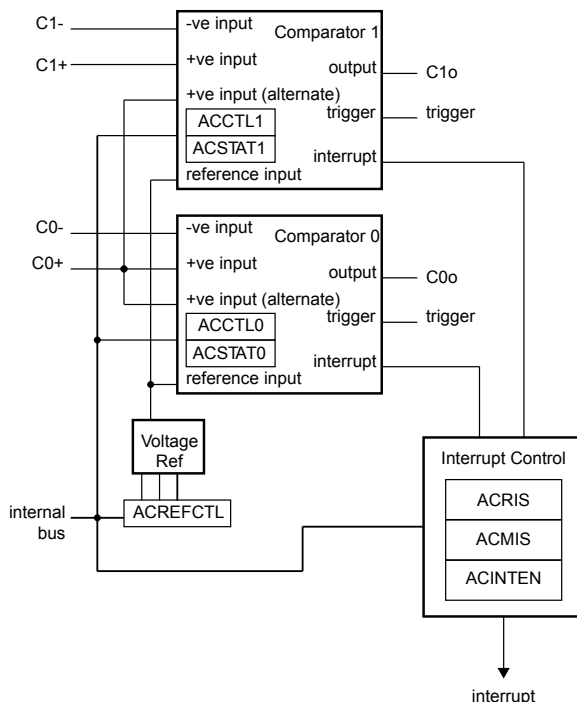 C1-
-ve input
Comparator 1
C1+
+ve input
output
C1o
+ve input (alternate)
trigger
trigger
ACCTL1
ACSTAT1
interrupt
reference input
C0-
-ve input
Comparator 0
C0+
+ve input
output
C0o
+ve input (alternate)
trigger
trigger
ACCTL0
ACSTAT0
interrupt
reference input
Voltage
Ref
Interrupt Control
internal
bus
ACREFCTL
ACRIS
ACMIS
ACINTEN
interrupt